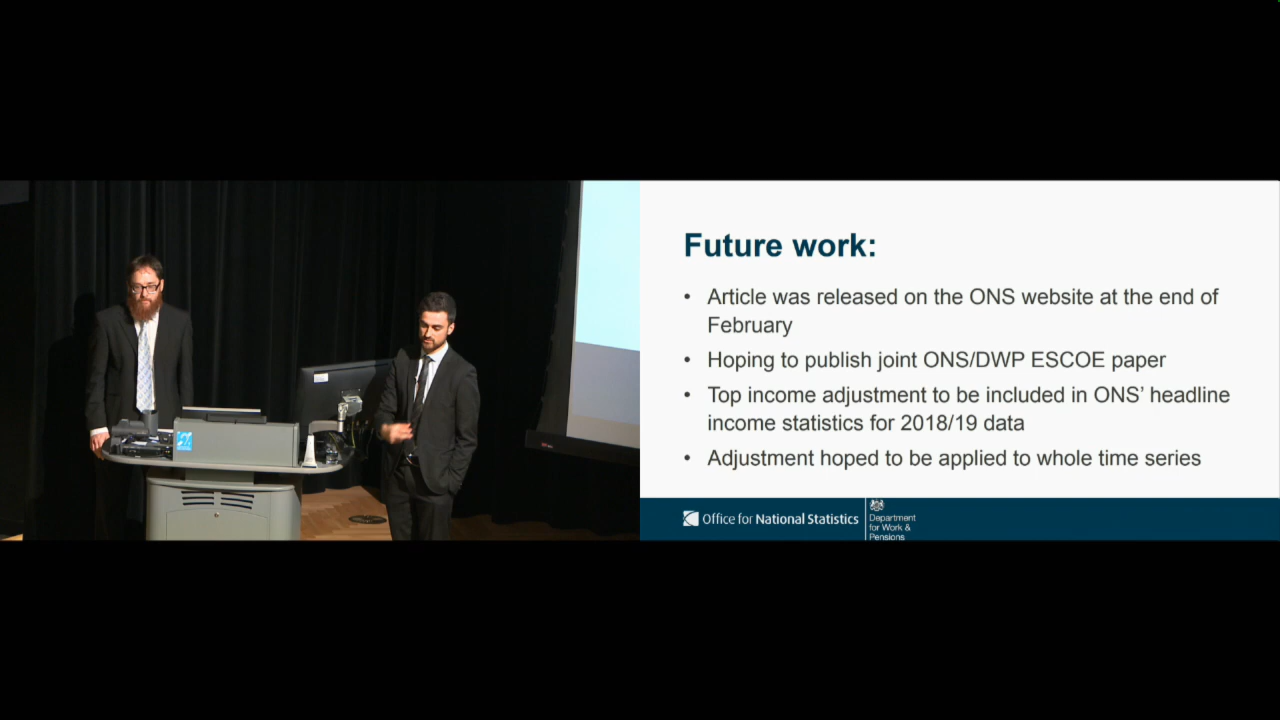 Future work:
• Article was released on the ONS website at the end of
February
• Hoping to publish joint ONS/DWP ESCOE paper
• Top income adjustment to be included in ONS’ headline
income statistics for 2018/19 data
• Adjustment hoped to be applied to whole time series
Office for National Statistics
Department
for Work &
Pensions